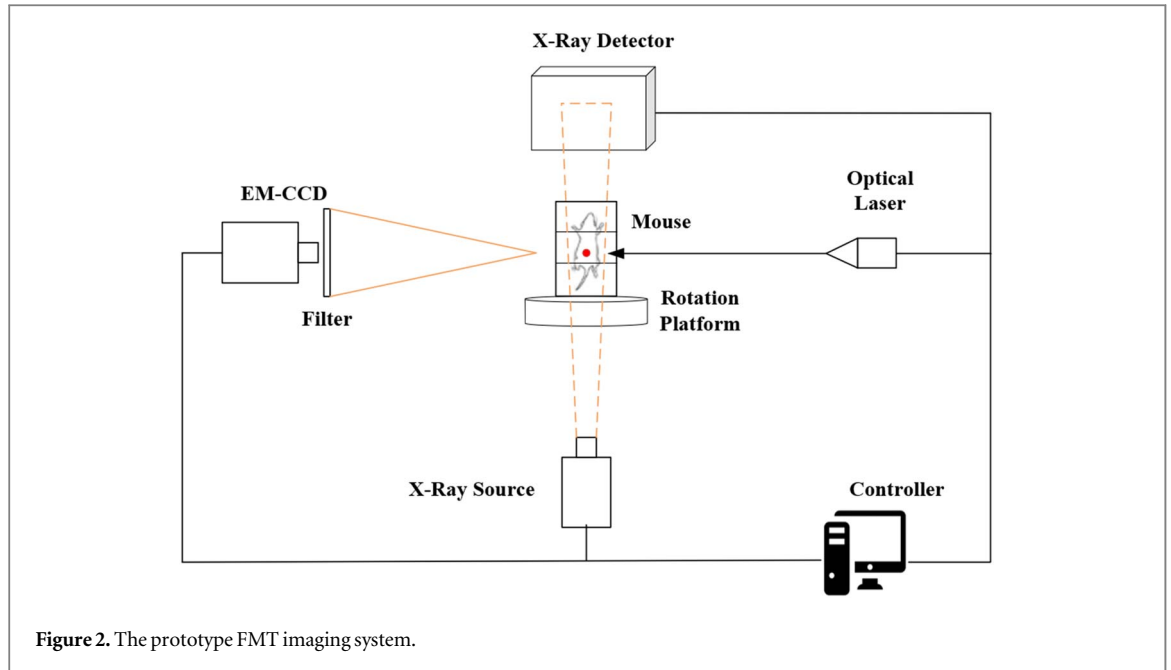 X-Ray Detector
EM-CCD
Optical
Laser
Mouse
Filter
Rotation
Platform
X-Ray Source
Controller
Figure 2. The prototype FMT imaging system.